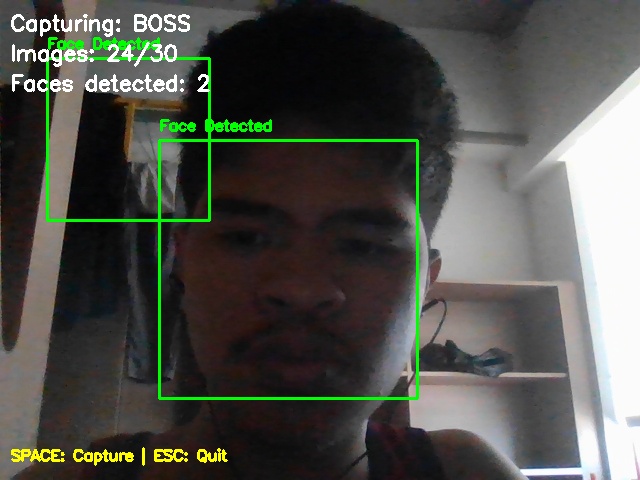 Capturing: BOSS
Face Detected
Images: 24/30
Faces detected: 2
Face Detected
SPACE: Capture | ESC: Quit